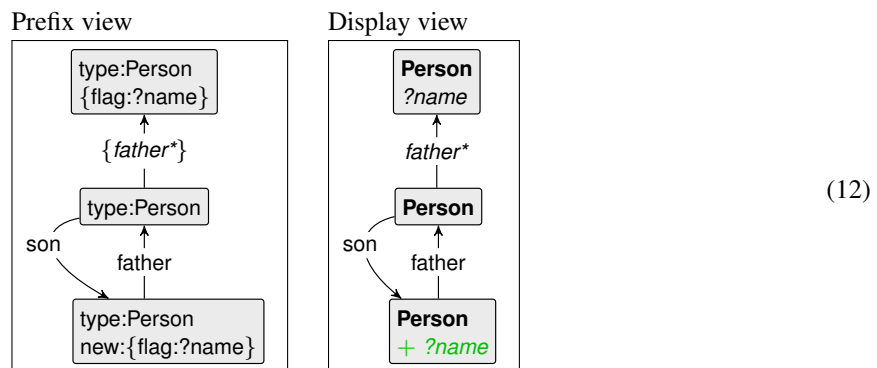 Prefix view
type:Person
{flag:?name}
{father*}
type:Person
son
father
type:Person
new:{flag:?name}
Display view
Person
?name
father*
Person
son
father
Person
+ ?name
(12)